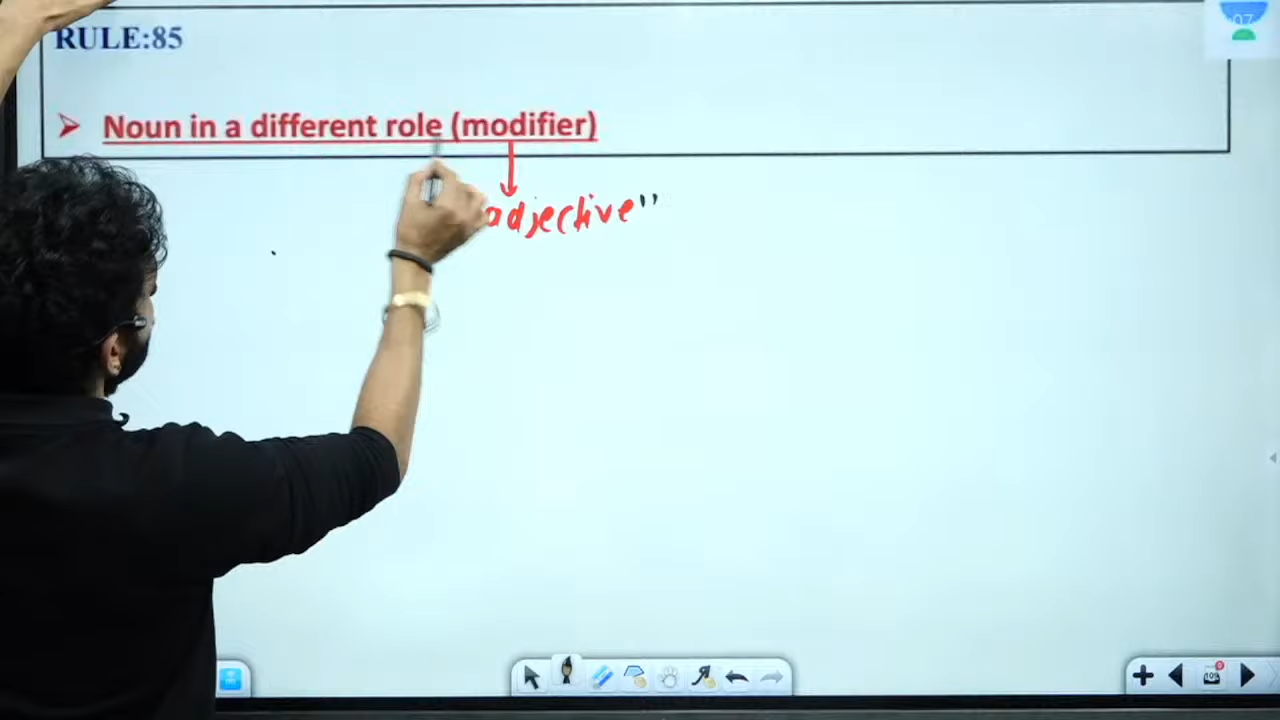 RULE:85
➢ Noun in a different role (modifier)
adjective"